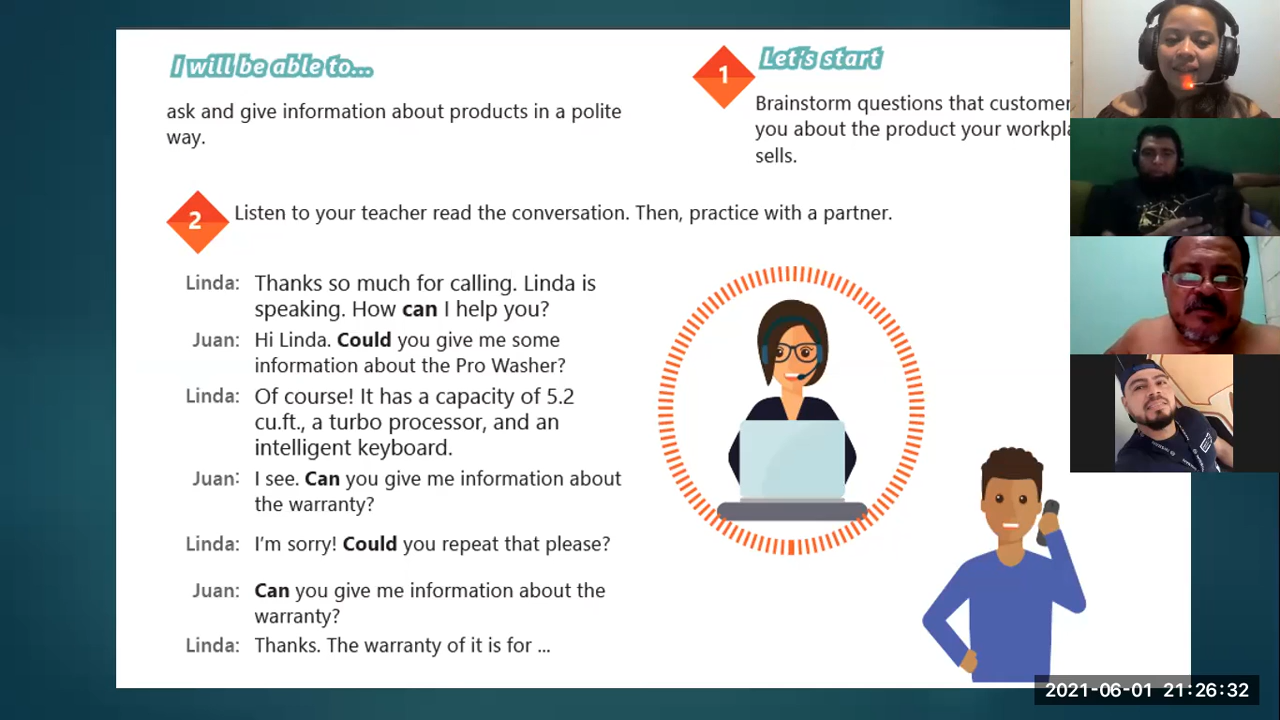 I will be able to...
ask and give information about products in a polite
way.
1
Let's start
Brainstorm questions that customer
you about the product your workpla
sells.
2
Listen to your teacher read the conversation. Then, practice with a partner.
Linda: Thanks so much for calling. Linda is
speaking. How can I help you?
Juan: Hi Linda. Could you give me some
information about the Pro Washer?
Linda: Of course! It has a capacity of 5.2
cu.ft., a turbo processor, and an
intelligent keyboard.
Juan: I see. Can you give me information about
the warranty?
Linda: I'm sorry! Could you repeat that please?
Juan: Can you give me information about the
warranty?
Linda: Thanks. The warranty of it is for ...
2021-06-01 21:26:32